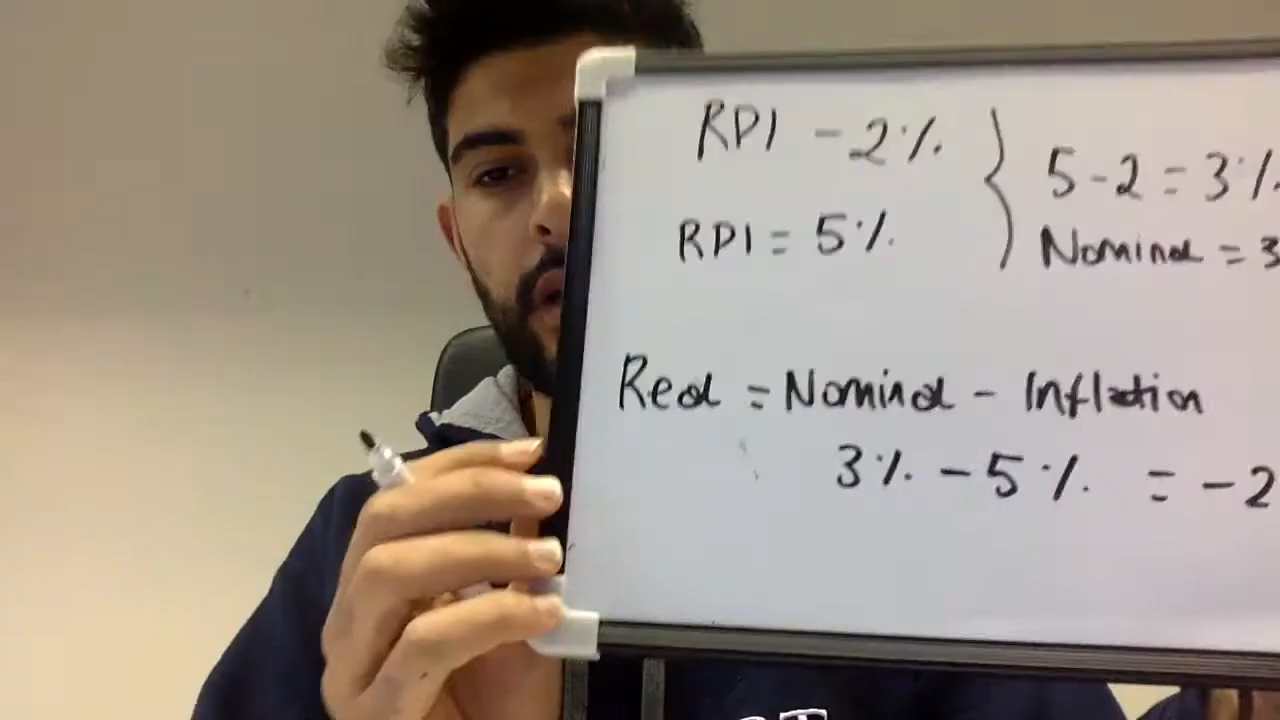 RPI - 2%
RPI = 5%
5-2 = 3%
Nominal = 3
Real = Nominal - Inflation
3% - 5% = -2